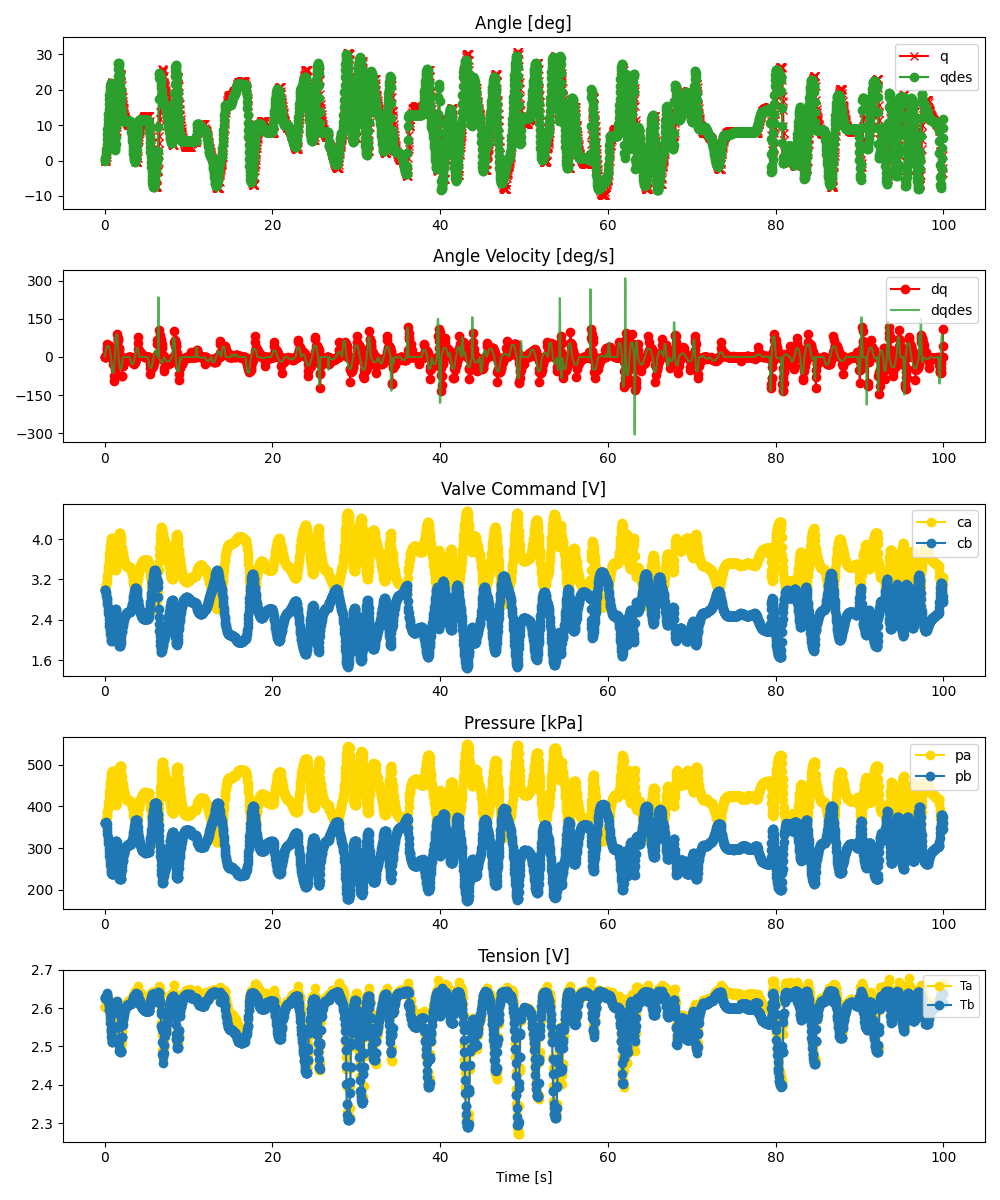 Angle [deg]
30
20
10
0
−10
q
qdes
0 20 40 60 80 100
Angle Velocity [deg/s]
300
150
0
−150
−300
dq
dqdes
0 20 40 60 80 100
Valve Command [V]
4.0
3.2
2.4
1.6
ca
cb
0 20 40 60 80 100
Pressure [kPa]
500
400
300
200
pa
pb
0 20 40 60 80 100
Tension [V]
2.7
2.6
2.5
2.4
2.3
Ta
Tb
0 20 40 60 80 100
Time [s]